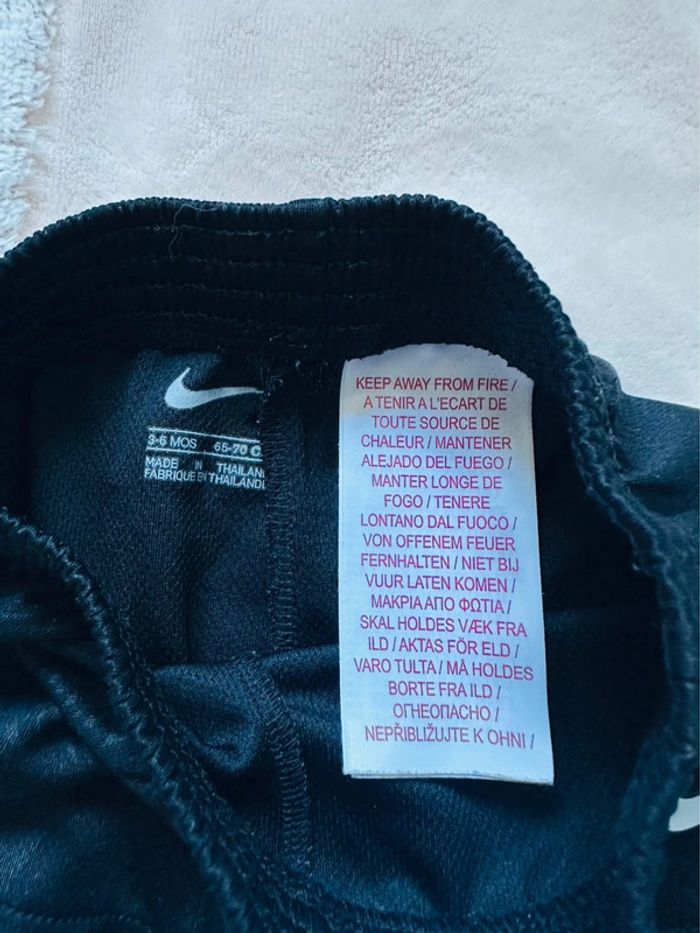 3-6 MOS 65-70 C
MADE IN THAILAN
FABRIQUE EN THAILAND
KEEP AWAY FROM FIRE /
A TENIR A L'ECART DE
TOUTE SOURCE DE
CHALEUR / MANTENER
ALEJADO DEL FUEGO /
MANTER LONGE DE
FOGO / TENERE
LONTANO DAL FUOCO /
VON OFFENEM FEUER
FERNHALTEN / NIET BIJ
VUUR LATEN KOMEN /
ΜΑΚΡΙΑ ΑΠΟ ΦΩΤΙΑ /
SKAL HOLDES VÆK FRA
ILD / AKTAS FÖR ELD /
VARO TULTA / MÅ HOLDES
BORTE FRA ILD /
ОГНЕОПАСНО /
NEPŘIBLIŽUJTE K OHNI /